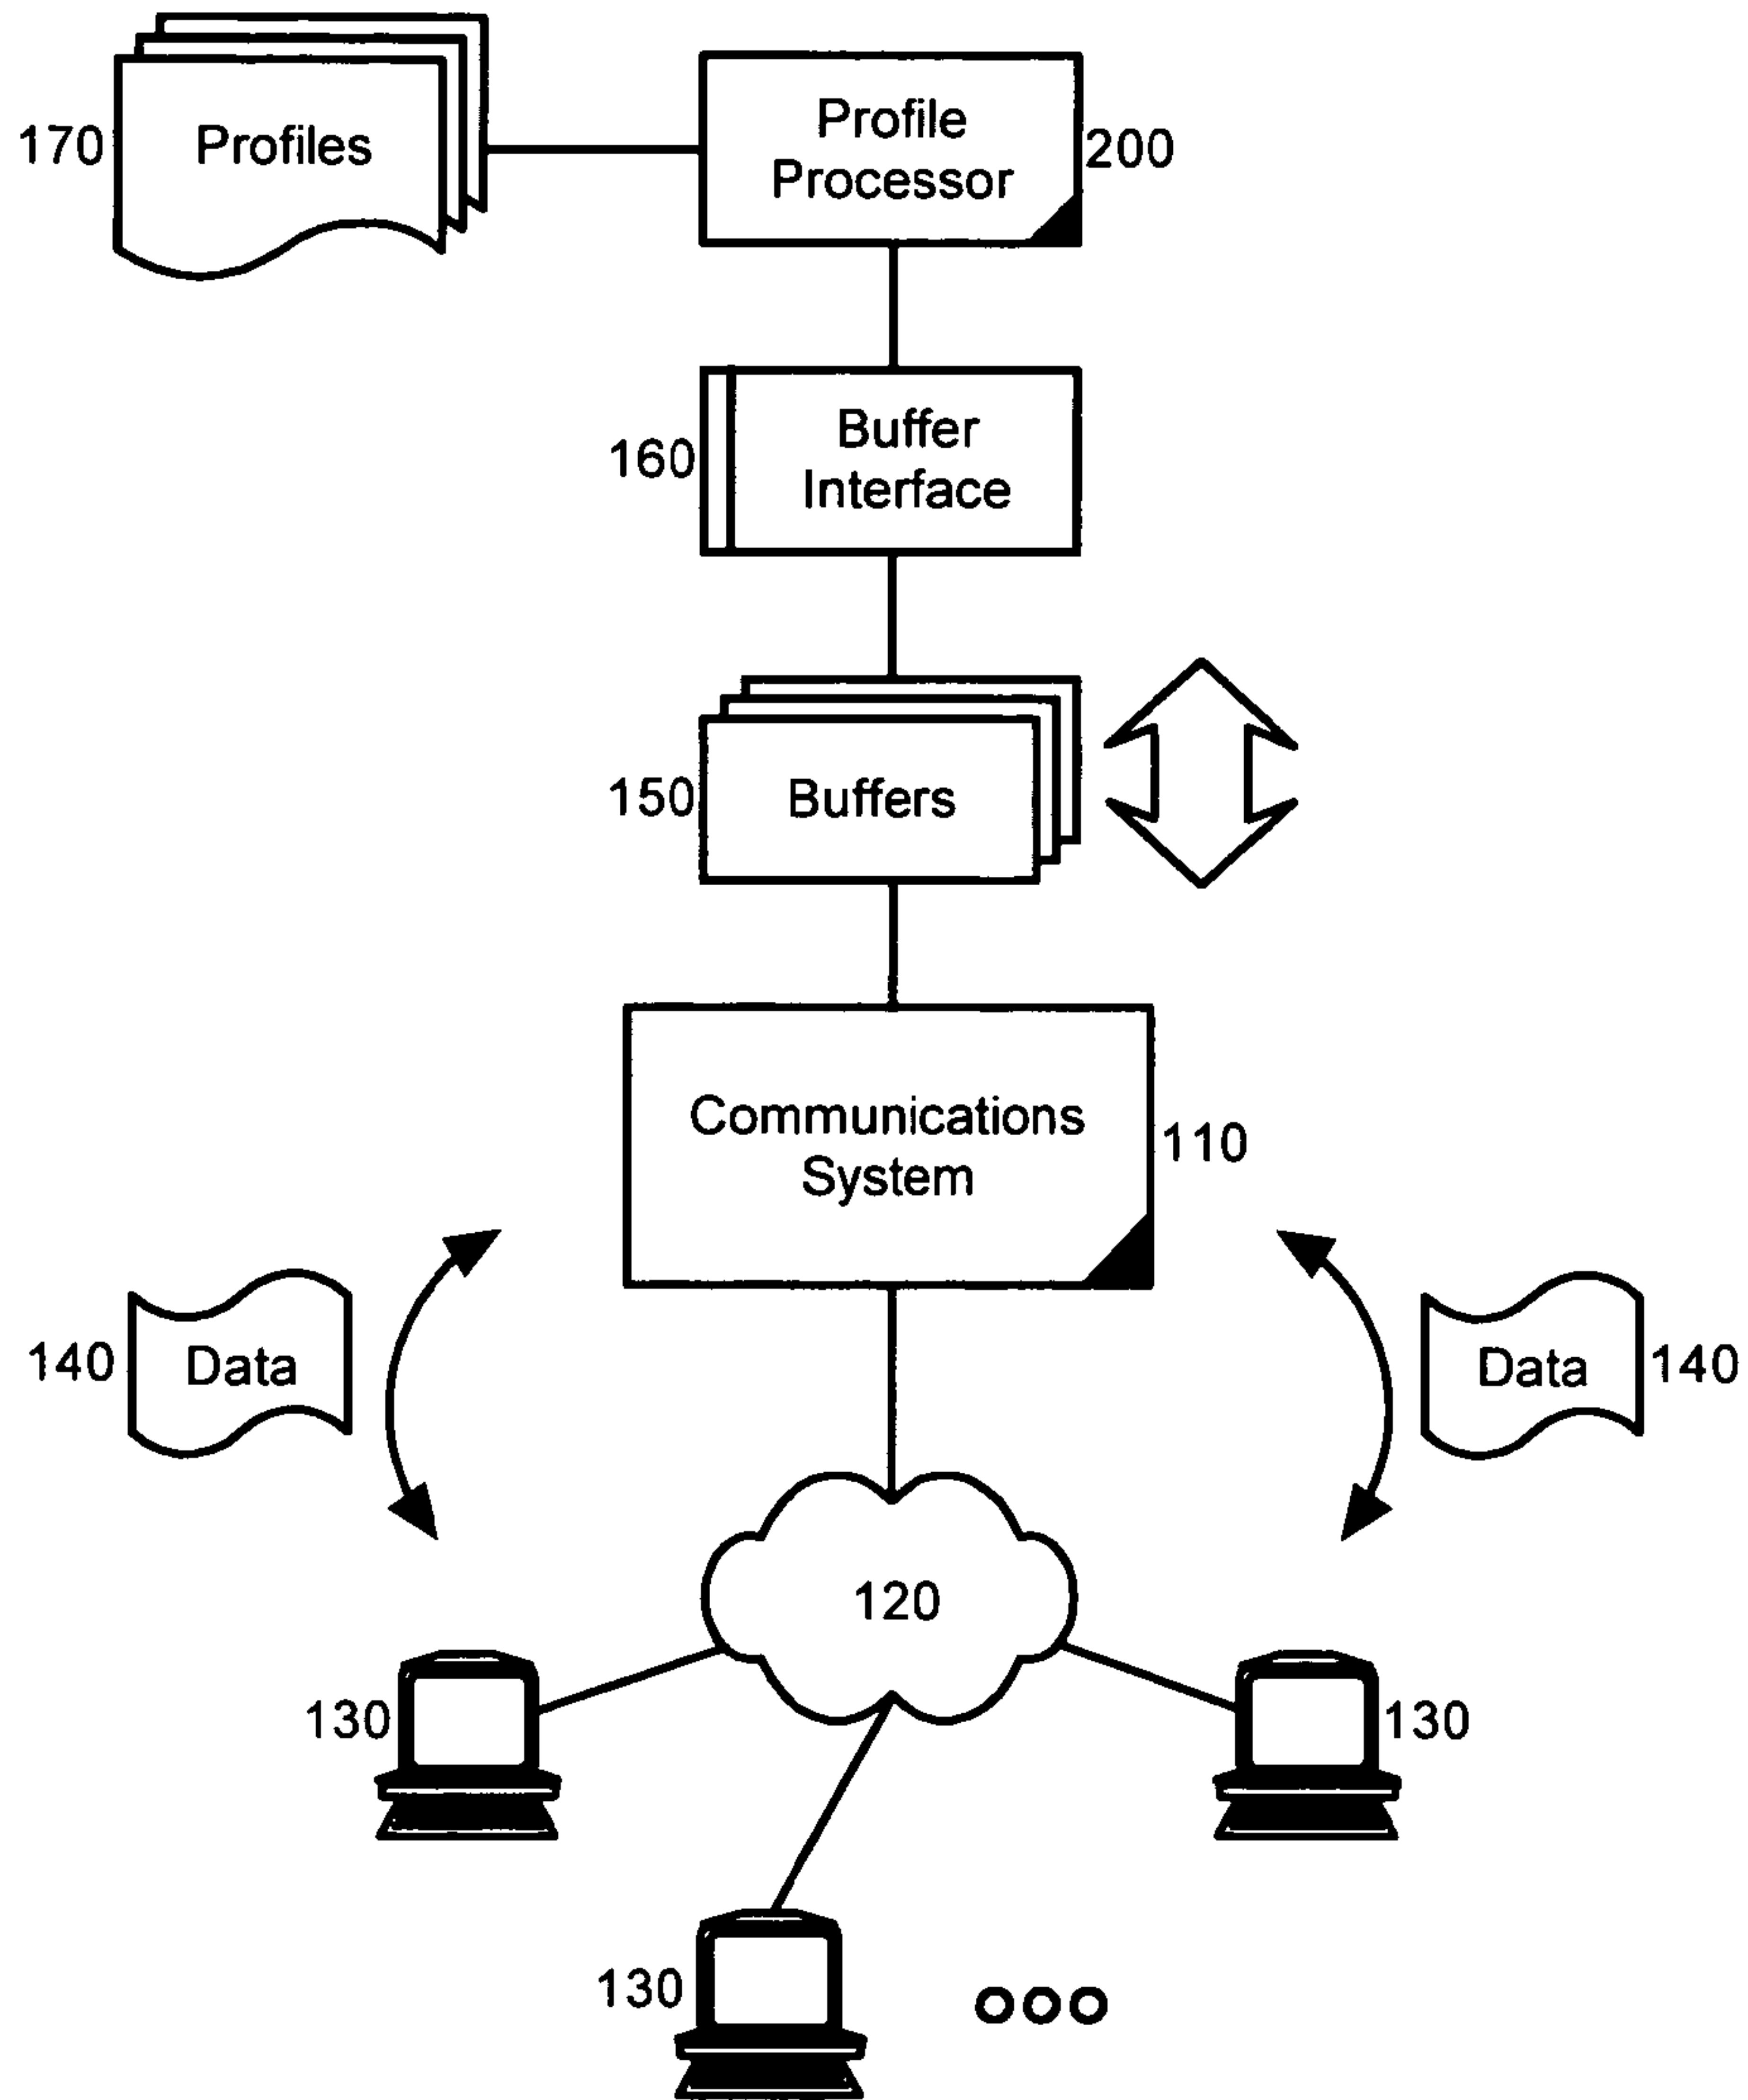 170
Profiles
Profile
Processor
200
160
Buffer
Interface
150
Buffers
Communications
System
110
140
Data
Data
140
120
130
130
130